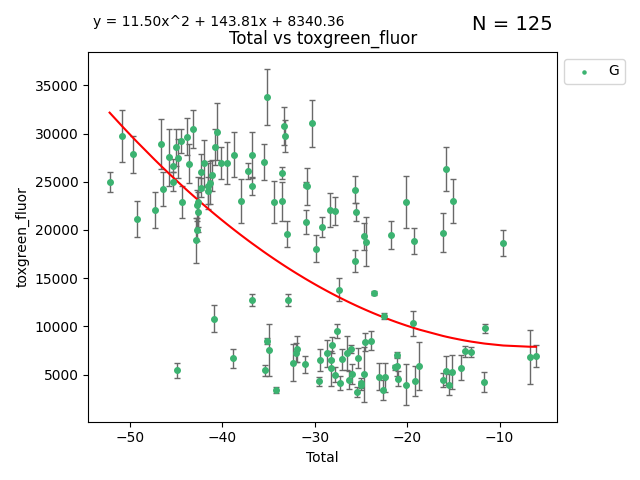 y = 11.50x^2 + 143.81x + 8340.36
N = 125
Total vs toxgreen_fluor
G
35000
30000
25000
20000
15000
10000
5000
toxgreen_fluor
−50
−40
−30
−20
−10
Total